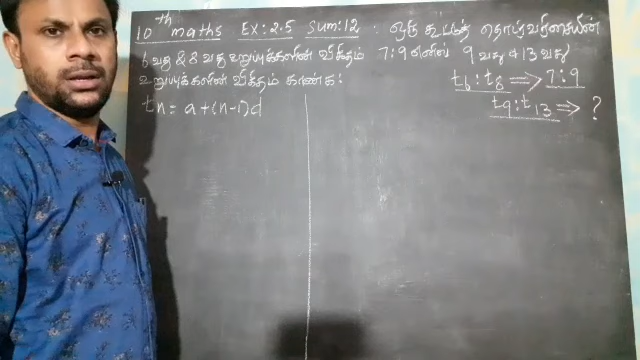 10th maths Ex: 2.5 Sum: 12 : ஒரு கூட்டுத் தொடர்வரிசையின்
6 வது & 8 வது உறுப்புக்களின் விகிதம் 7:9 எனில் 9 வது & 13 வது
உறுப்புக்களின் விகிதம் காண்க:
t6 : t8 ⟹ 7:9
t9 : t13 ⟹ ?
tn = a+(n-1)d